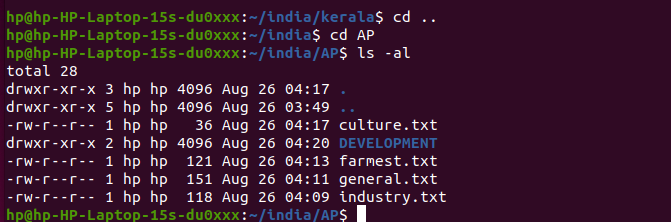 hp@hp-HP-Laptop-15s-du0xxx:~/india/kerala$ cd ..
hp@hp-HP-Laptop-15s-du0xxx:~/india$ cd AP
hp@hp-HP-Laptop-15s-du0xxx:~/india/AP$ ls -al
total 28
drwxr-xr-x 3 hp hp 4096 Aug 26 04:17 .
drwxr-xr-x 5 hp hp 4096 Aug 26 03:49 ..
-rw-r--r-- 1 hp hp   36 Aug 26 04:17 culture.txt
drwxr-xr-x 2 hp hp 4096 Aug 26 04:20 DEVELOPMENT
-rw-r--r-- 1 hp hp  121 Aug 26 04:13 farmest.txt
-rw-r--r-- 1 hp hp  151 Aug 26 04:11 general.txt
-rw-r--r-- 1 hp hp  118 Aug 26 04:09 industry.txt
hp@hp-HP-Laptop-15s-du0xxx:~/india/AP$